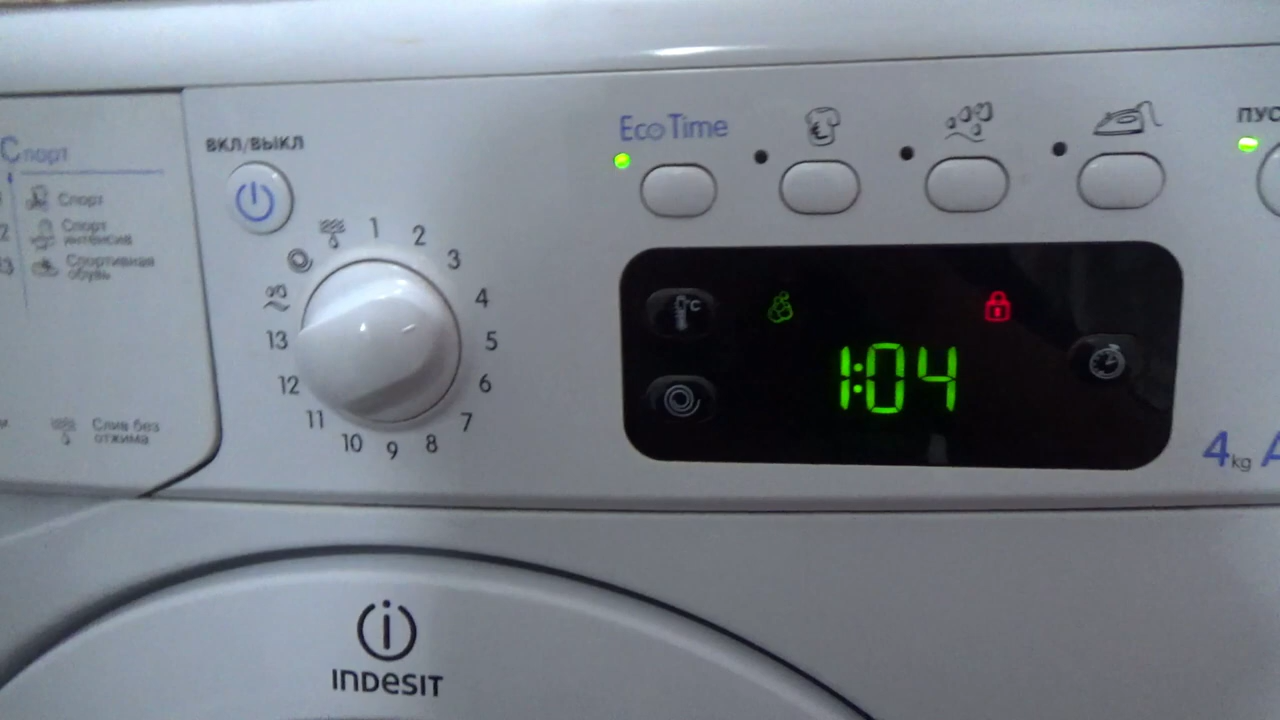 Спорт
Спорт
Спорт
интенсив
Спортивная
обувь
Слив без
отжима
ВКЛ/ВЫКЛ
1
2
3
4
5
6
7
8
9
10
11
12
13
Eco Time
ПУС
°C
1:04
4kg A
INDESIT